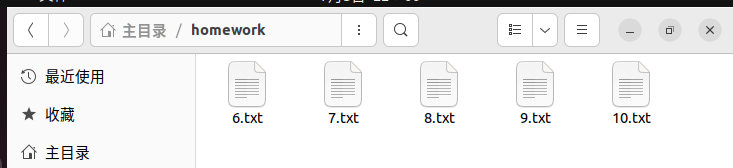 主目录 / homework
最近使用
收藏
主目录
6.txt
7.txt
8.txt
9.txt
10.txt